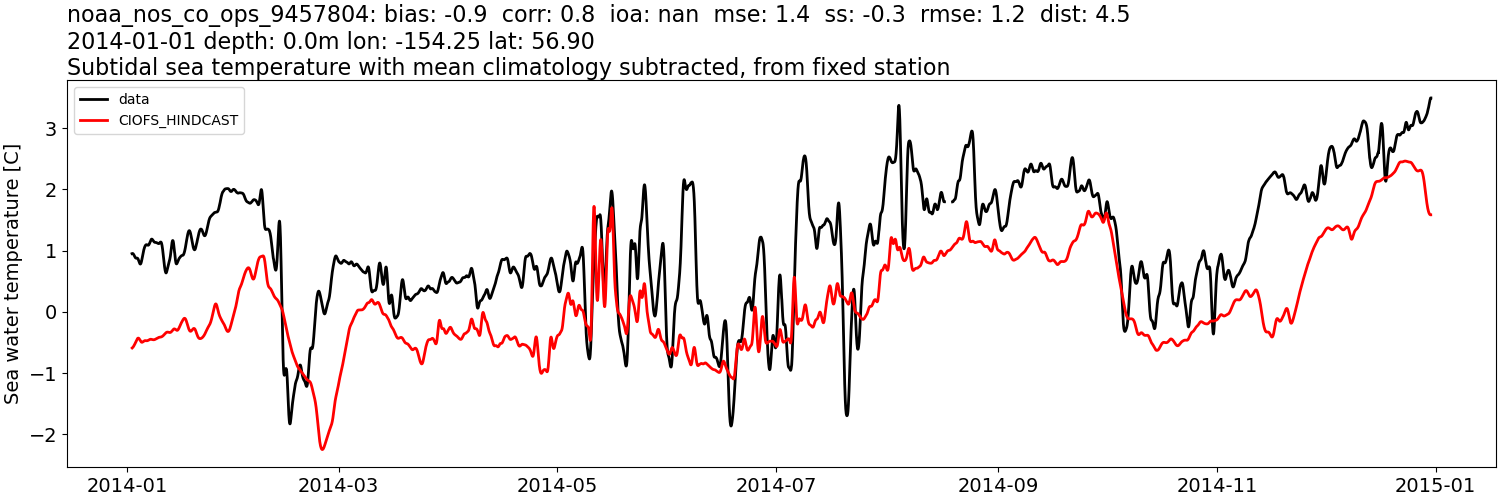 noaa_nos_co_ops_9457804: bias: -0.9  corr: 0.8  ioa: nan  mse: 1.4  ss: -0.3  rmse: 1.2  dist: 4.5
2014-01-01 depth: 0.0m lon: -154.25 lat: 56.90
Subtidal sea temperature with mean climatology subtracted, from fixed station
data
CIOFS_HINDCAST
Sea water temperature [C]
3
2
1
0
−1
−2
2014-01
2014-03
2014-05
2014-07
2014-09
2014-11
2015-01